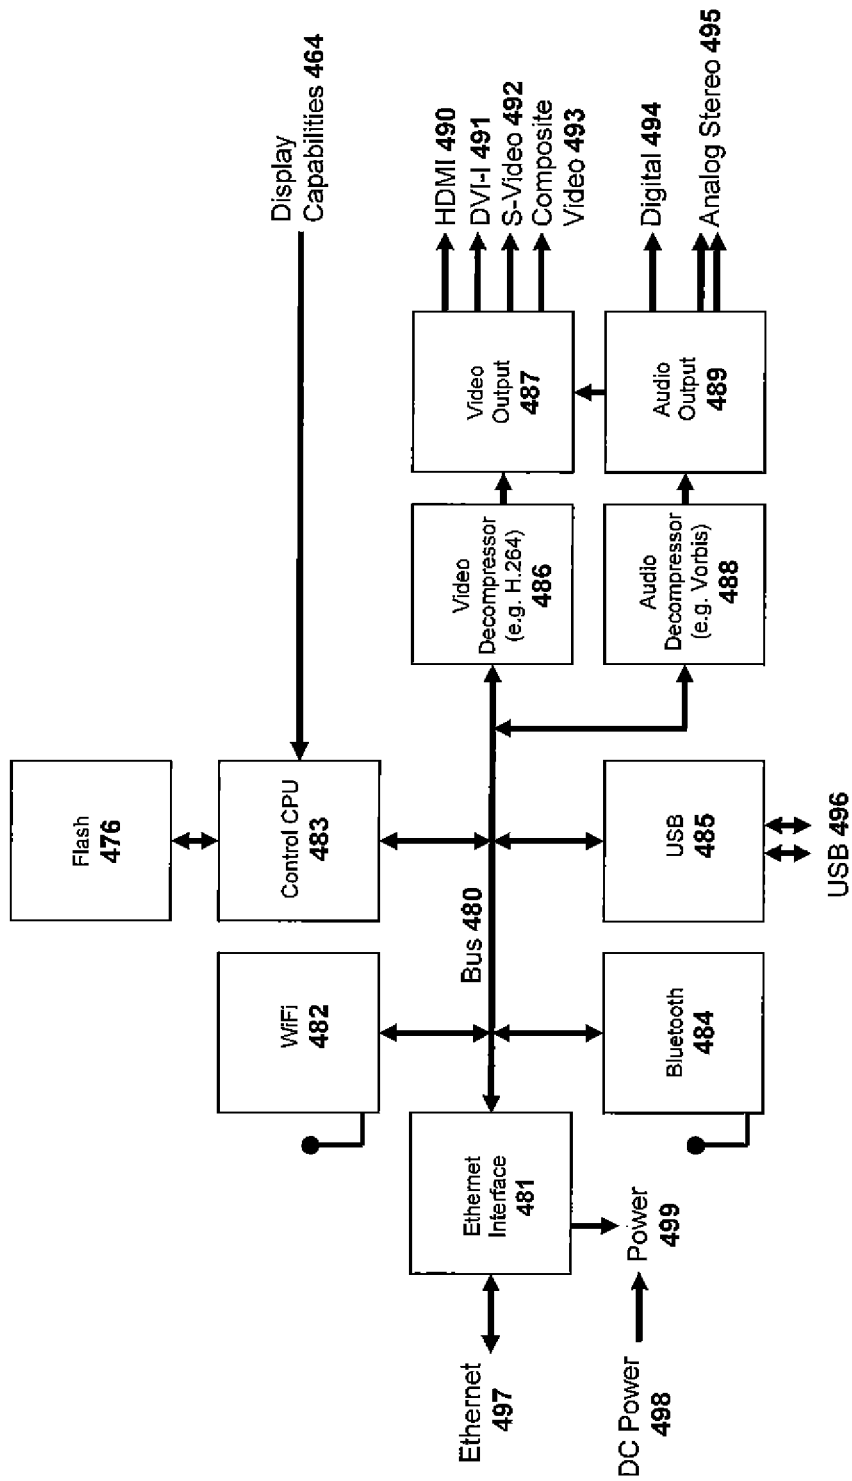 Flash
476
Display
Capabilities 464
WiFi
482
Control CPU
483
HDMI 490
DVI-I 491
S-Video 492
Composite
Video 493
Ethernet
497
Ethernet
Interface
481
Bus 480
Video
Decompressor
(e.g. H.264)
486
Video
Output
487
DC Power
498
Power
499
Bluetooth
484
USB
485
Audio
Decompressor
(e.g. Vorbis)
488
Audio
Output
489
Digital 494
Analog Stereo 495
USB 496